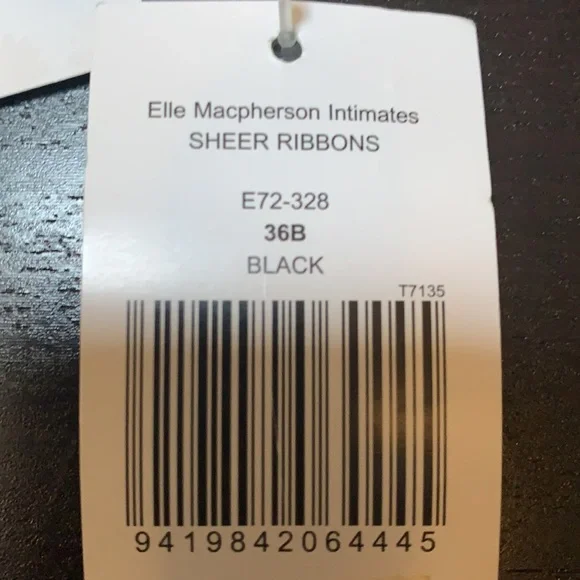 Elle Macpherson Intimates
SHEER RIBBONS
E72-328
36B
BLACK
T7135
9419842064445